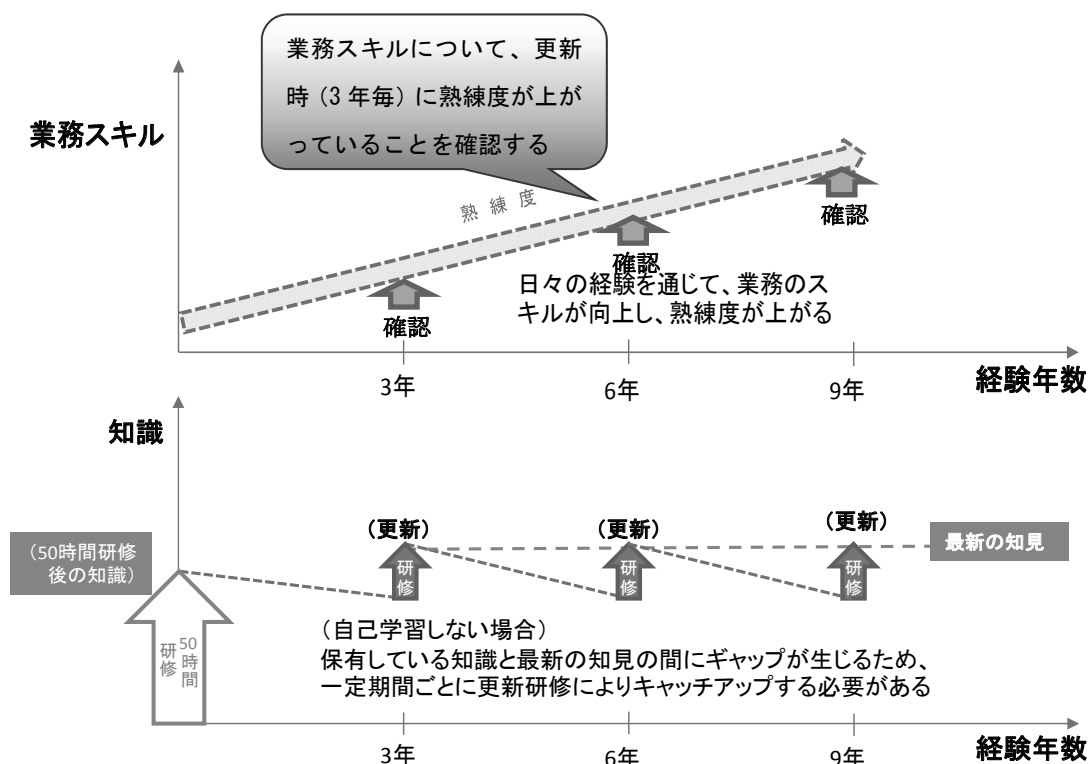 業務スキルについて、更新
時（3年毎）に熟練度が上が
っていることを確認する
業務スキル
熟練度
確認
確認
確認
日々の経験を通じて、業務のス
キルが向上し、熟練度が上がる
3年
6年
9年
経験年数
知識
（50時間研修
後の知識）
（更新）
（更新）
（更新）
最新の知見
研修
研修
研修
50時間
研修
（自己学習しない場合）
保有している知識と最新の知見の間にギャップが生じるため、
一定期間ごとに更新研修によりキャッチアップする必要がある
3年
6年
9年
経験年数